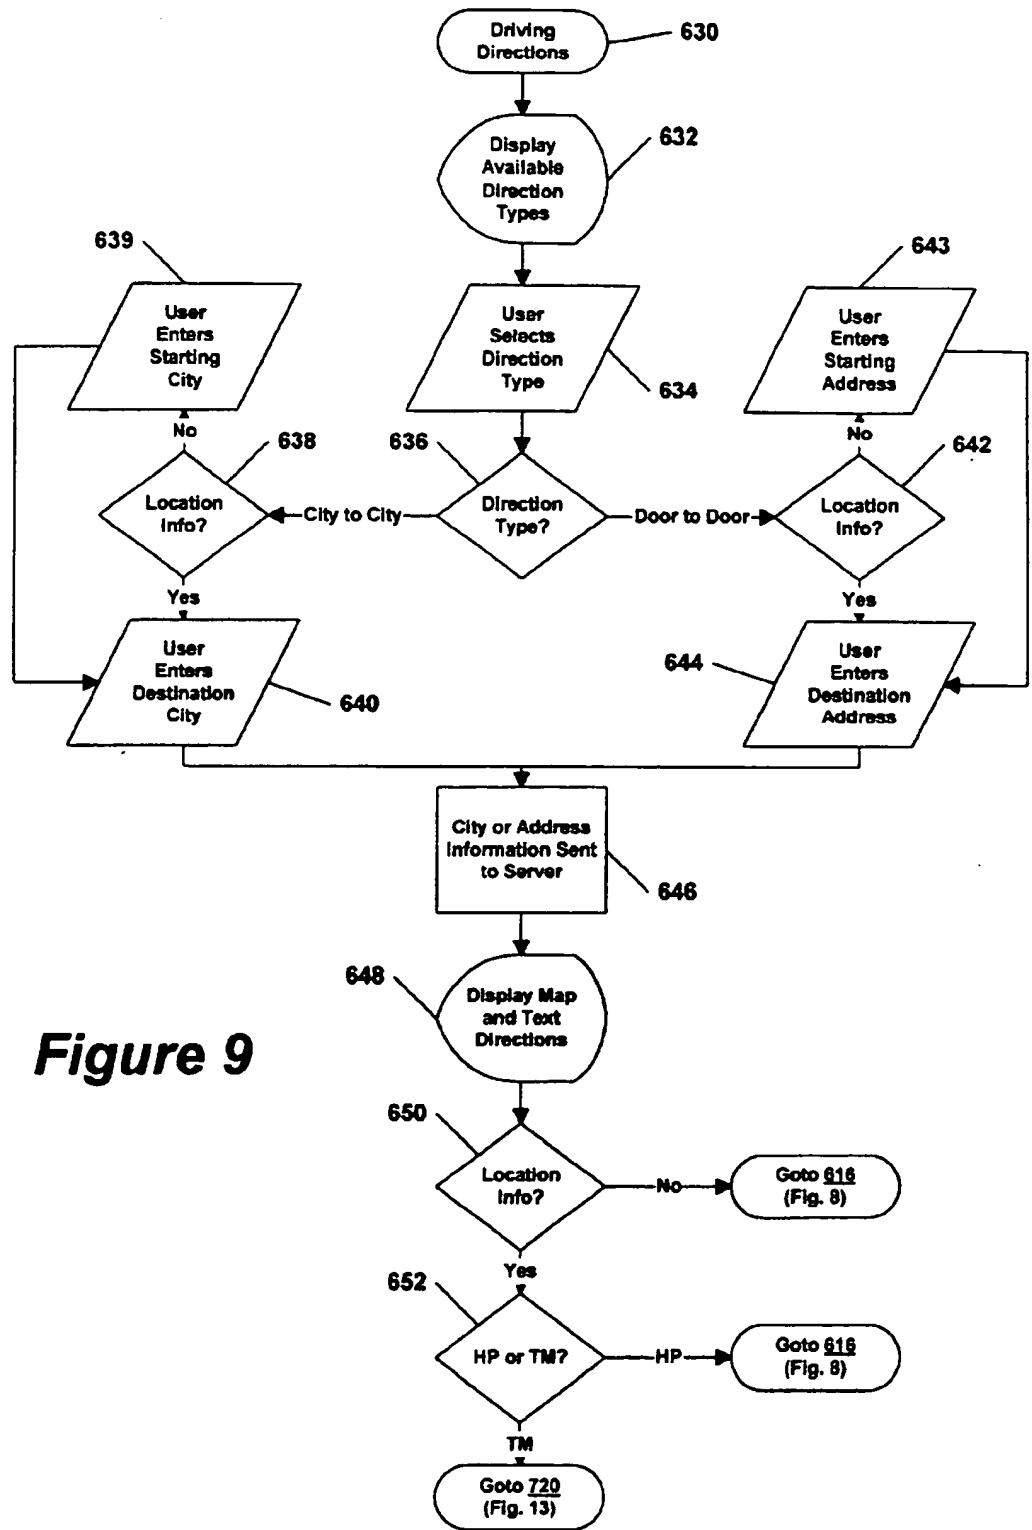 Driving
Directions
630
Display
Available
Direction
Types
632
639
643
User
Enters
Starting
City
User
Selects
Direction
Type
634
User
Enters
Starting
Address
No
638
636
No
642
Location
Info?
City to City
Direction
Type?
Door to Door
Location
Info?
Yes
Yes
User
Enters
Destination
City
640
644
User
Enters
Destination
Address
City or Address
Information Sent
to Server
646
648
Display Map
and Text
Directions
Figure 9
650
Location
Info?
No
Goto 616
(Fig. 8)
Yes
652
HP or TM?
HP
Goto 616
(Fig. 8)
TM
Goto 720
(Fig. 13)